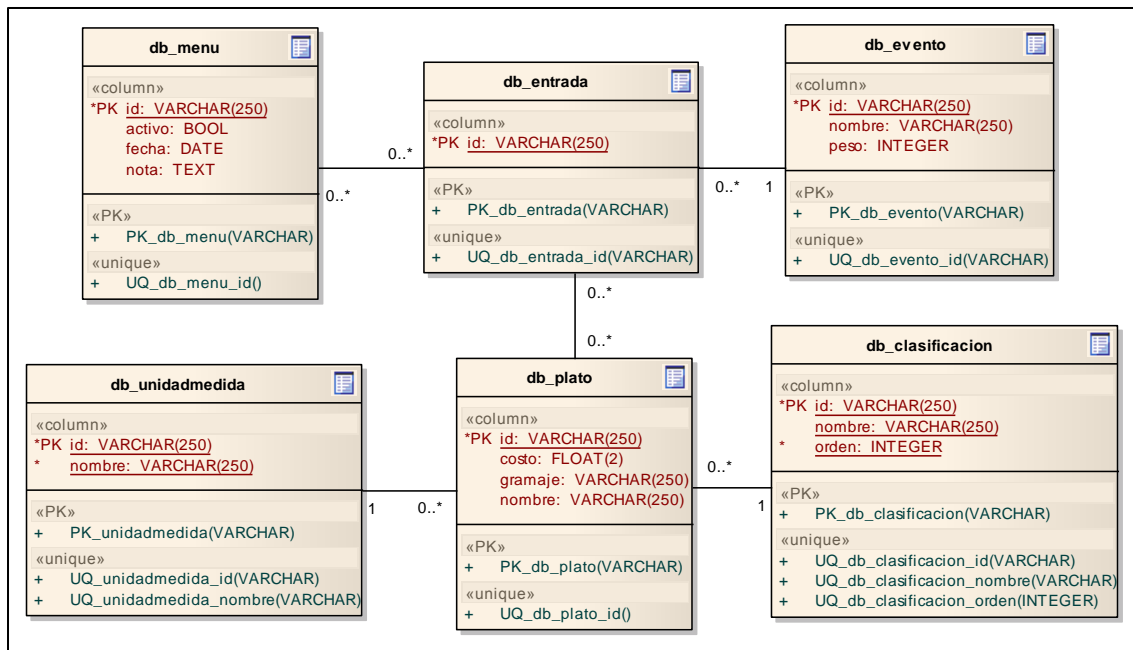 db_menu
«column»
*PK id: VARCHAR(250)
activo: BOOL
fecha: DATE
nota: TEXT
«PK»
+ PK_db_menu(VARCHAR)
«unique»
+ UQ_db_menu_id()
0..*
0..*
db_entrada
«column»
*PK id: VARCHAR(250)
«PK»
+ PK_db_entrada(VARCHAR)
«unique»
+ UQ_db_entrada_id(VARCHAR)
0..*
1
db_evento
«column»
*PK id: VARCHAR(250)
nombre: VARCHAR(250)
peso: INTEGER
«PK»
+ PK_db_evento(VARCHAR)
«unique»
+ UQ_db_evento_id(VARCHAR)
0..*
0..*
db_unidadmedida
«column»
*PK id: VARCHAR(250)
* nombre: VARCHAR(250)
«PK»
+ PK_unidadmedida(VARCHAR)
«unique»
+ UQ_unidadmedida_id(VARCHAR)
+ UQ_unidadmedida_nombre(VARCHAR)
1
0..*
db_plato
«column»
*PK id: VARCHAR(250)
costo: FLOAT(2)
gramaje: VARCHAR(250)
nombre: VARCHAR(250)
«PK»
+ PK_db_plato(VARCHAR)
«unique»
+ UQ_db_plato_id()
0..*
1
db_clasificacion
«column»
*PK id: VARCHAR(250)
nombre: VARCHAR(250)
* orden: INTEGER
«PK»
+ PK_db_clasificacion(VARCHAR)
«unique»
+ UQ_db_clasificacion_id(VARCHAR)
+ UQ_db_clasificacion_nombre(VARCHAR)
+ UQ_db_clasificacion_orden(INTEGER)